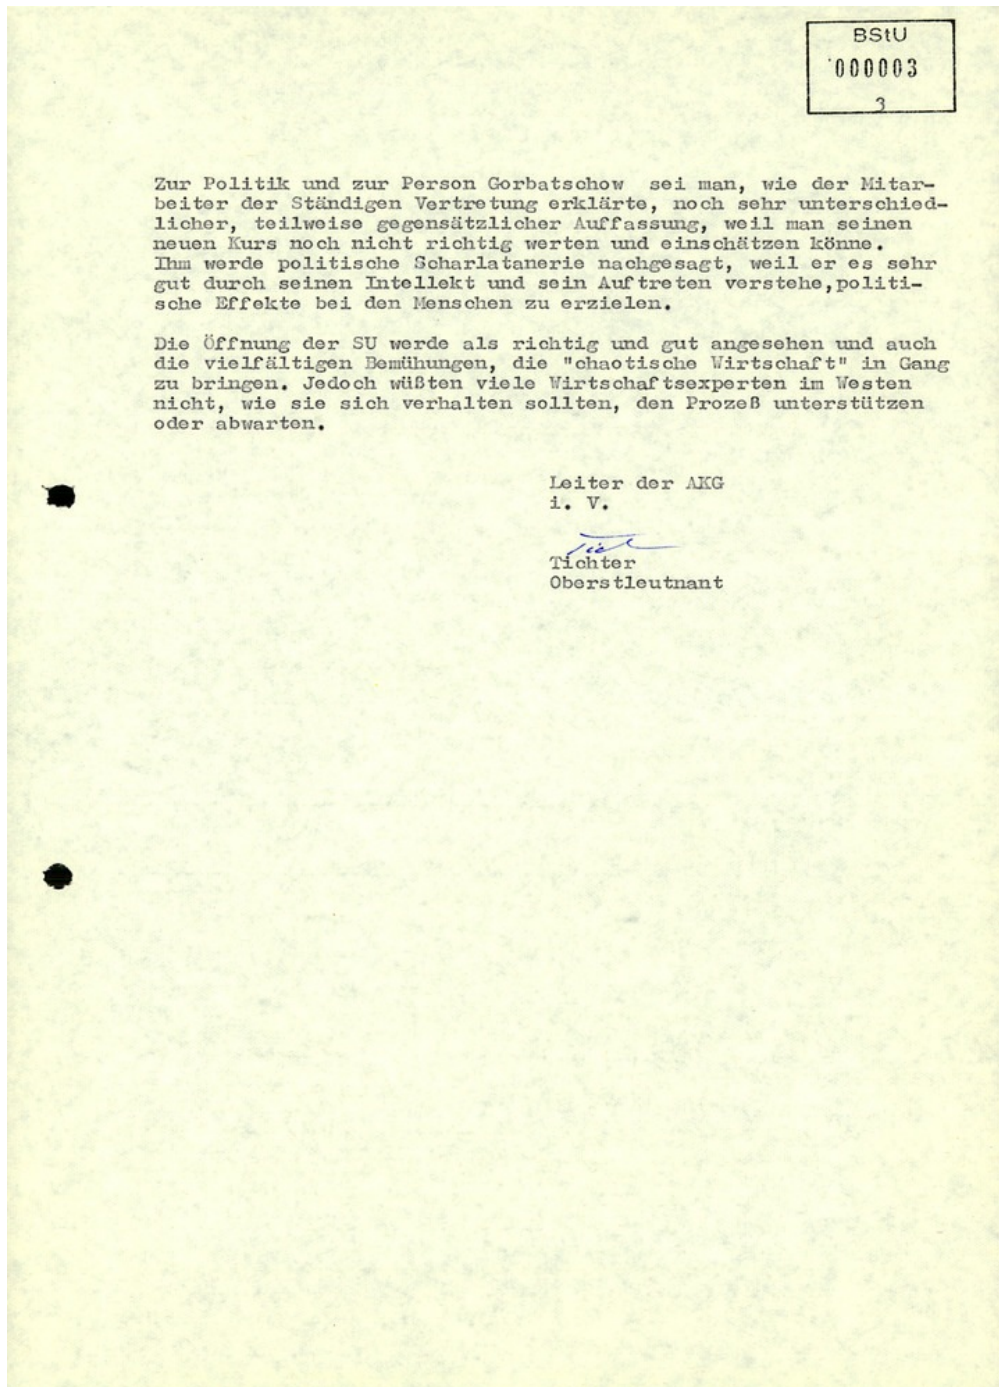 BStU
000003
3
Zur Politik und zur Person Gorbatschow sei man, wie der Mitar-
beiter der Ständigen Vertretung erklärte, noch sehr unterschied-
licher, teilweise gegensätzlicher Auffassung, weil man seinen
neuen Kurs noch nicht richtig werten und einschätzen könne.
Ihm werde politische Scharlatanerie nachgesagt, weil er es sehr
gut durch seinen Intellekt und sein Auftreten verstehe,politi-
sche Effekte bei den Menschen zu erzielen.
Die Öffnung der SU werde als richtig und gut angesehen und auch
die vielfältigen Bemühungen, die "chaotische Wirtschaft" in Gang
zu bringen. Jedoch wüßten viele Wirtschaftsexperten im Westen
nicht, wie sie sich verhalten sollten, den Prozeß unterstützen
oder abwarten.
Leiter der AKG
i. V.
Tichter
Oberstleutnant